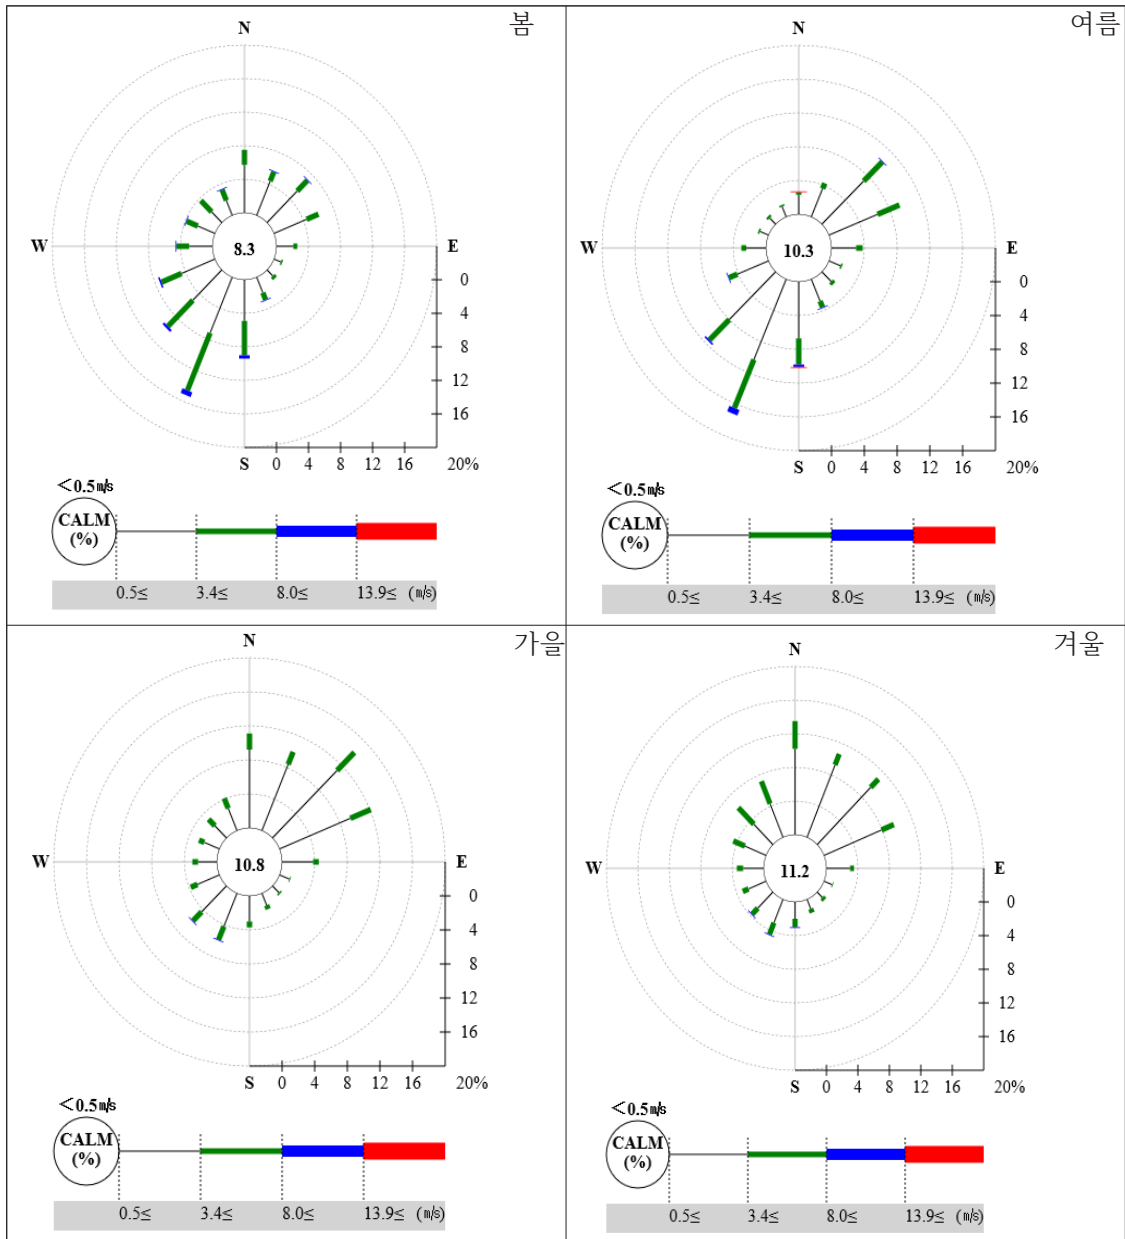 봄
N
W
8.3
E
0
4
8
12
16
S 0 4 8 12 16 20%
<0.5㎧
CALM
(%)
0.5≤ 3.4≤ 8.0≤ 13.9≤ (㎧)
여름
N
W
10.3
E
0
4
8
12
16
S 0 4 8 12 16 20%
<0.5㎧
CALM
(%)
0.5≤ 3.4≤ 8.0≤ 13.9≤ (㎧)
가을
N
W
10.8
E
0
4
8
12
16
S 0 4 8 12 16 20%
<0.5㎧
CALM
(%)
0.5≤ 3.4≤ 8.0≤ 13.9≤ (㎧)
겨울
N
W
11.2
E
0
4
8
12
16
S 0 4 8 12 16 20%
<0.5㎧
CALM
(%)
0.5≤ 3.4≤ 8.0≤ 13.9≤ (㎧)